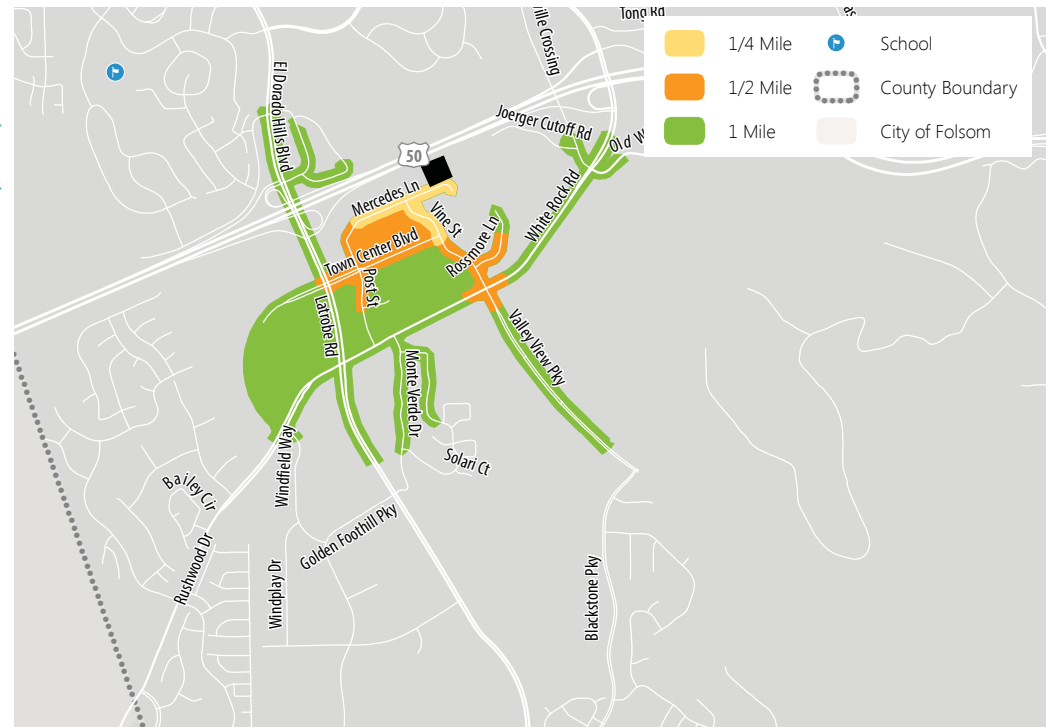 Tong Rd
ville Crossing
as
1/4 Mile
School
1/2 Mile
County Boundary
1 Mile
City of Folsom
El Dorado Hills Blvd
Joerger Cutoff Rd
Old W
50
Mercedes Ln
Vine St
White Rock Rd
Rossmore Ln
Town Center Blvd
Post St
Latrobe Rd
Valley View Pky
Monte Verde Dr
Windfield Way
Solari Ct
Bailey Cir
Golden Foothill Pky
Rushwood Dr
Windplay Dr
Blackstone Pky